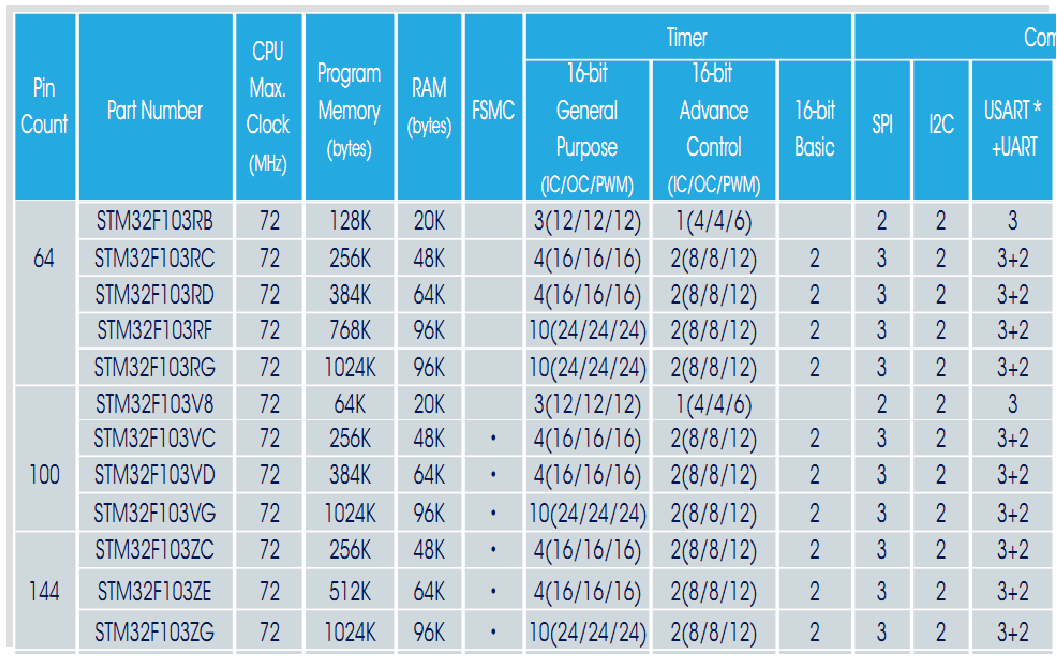 Timer Com
Pin Count Part Number CPU Max. Clock (MHz) Program Memory (bytes) RAM (bytes) FSMC 16-bit General Purpose (IC/OC/PWM) 16-bit Advance Control (IC/OC/PWM) 16-bit Basic SPI I2C USART * +UART
STM32F103RB 72 128K 20K 3(12/12/12) 1(4/4/6) 2 2 3
64 STM32F103RC 72 256K 48K 4(16/16/16) 2(8/8/12) 2 3 2 3+2
STM32F103RD 72 384K 64K 4(16/16/16) 2(8/8/12) 2 3 2 3+2
STM32F103RF 72 768K 96K 10(24/24/24) 2(8/8/12) 2 3 2 3+2
STM32F103RG 72 1024K 96K 10(24/24/24) 2(8/8/12) 2 3 2 3+2
STM32F103V8 72 64K 20K 3(12/12/12) 1(4/4/6) 2 2 3
STM32F103VC 72 256K 48K • 4(16/16/16) 2(8/8/12) 2 3 2 3+2
100 STM32F103VD 72 384K 64K • 4(16/16/16) 2(8/8/12) 2 3 2 3+2
STM32F103VG 72 1024K 96K • 10(24/24/24) 2(8/8/12) 2 3 2 3+2
STM32F103ZC 72 256K 48K • 4(16/16/16) 2(8/8/12) 2 3 2 3+2
144 STM32F103ZE 72 512K 64K • 4(16/16/16) 2(8/8/12) 2 3 2 3+2
STM32F103ZG 72 1024K 96K • 10(24/24/24) 2(8/8/12) 2 3 2 3+2